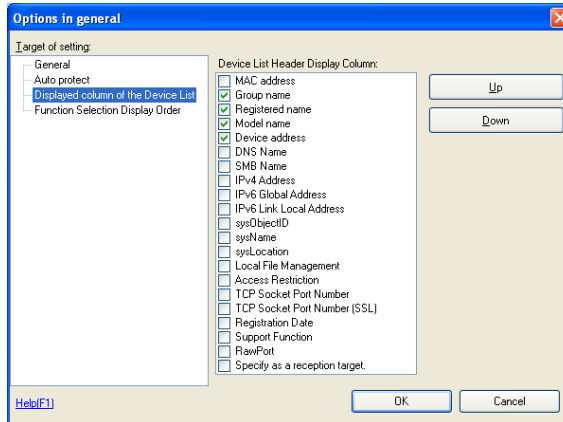 Options in general
Target of setting:
General
Auto protect
Displayed column of the Device List
Function Selection Display Order
Device List Header Display Column:
MAC address
Group name
Registered name
Model name
Device address
DNS Name
SMB Name
IPv4 Address
IPv6 Global Address
IPv6 Link Local Address
sysObjectID
sysName
sysLocation
Local File Management
Access Restriction
TCP Socket Port Number
TCP Socket Port Number (SSL)
Registration Date
Support Function
RawPort
Specify as a reception target.
Up
Down
Help(F1)
OK
Cancel